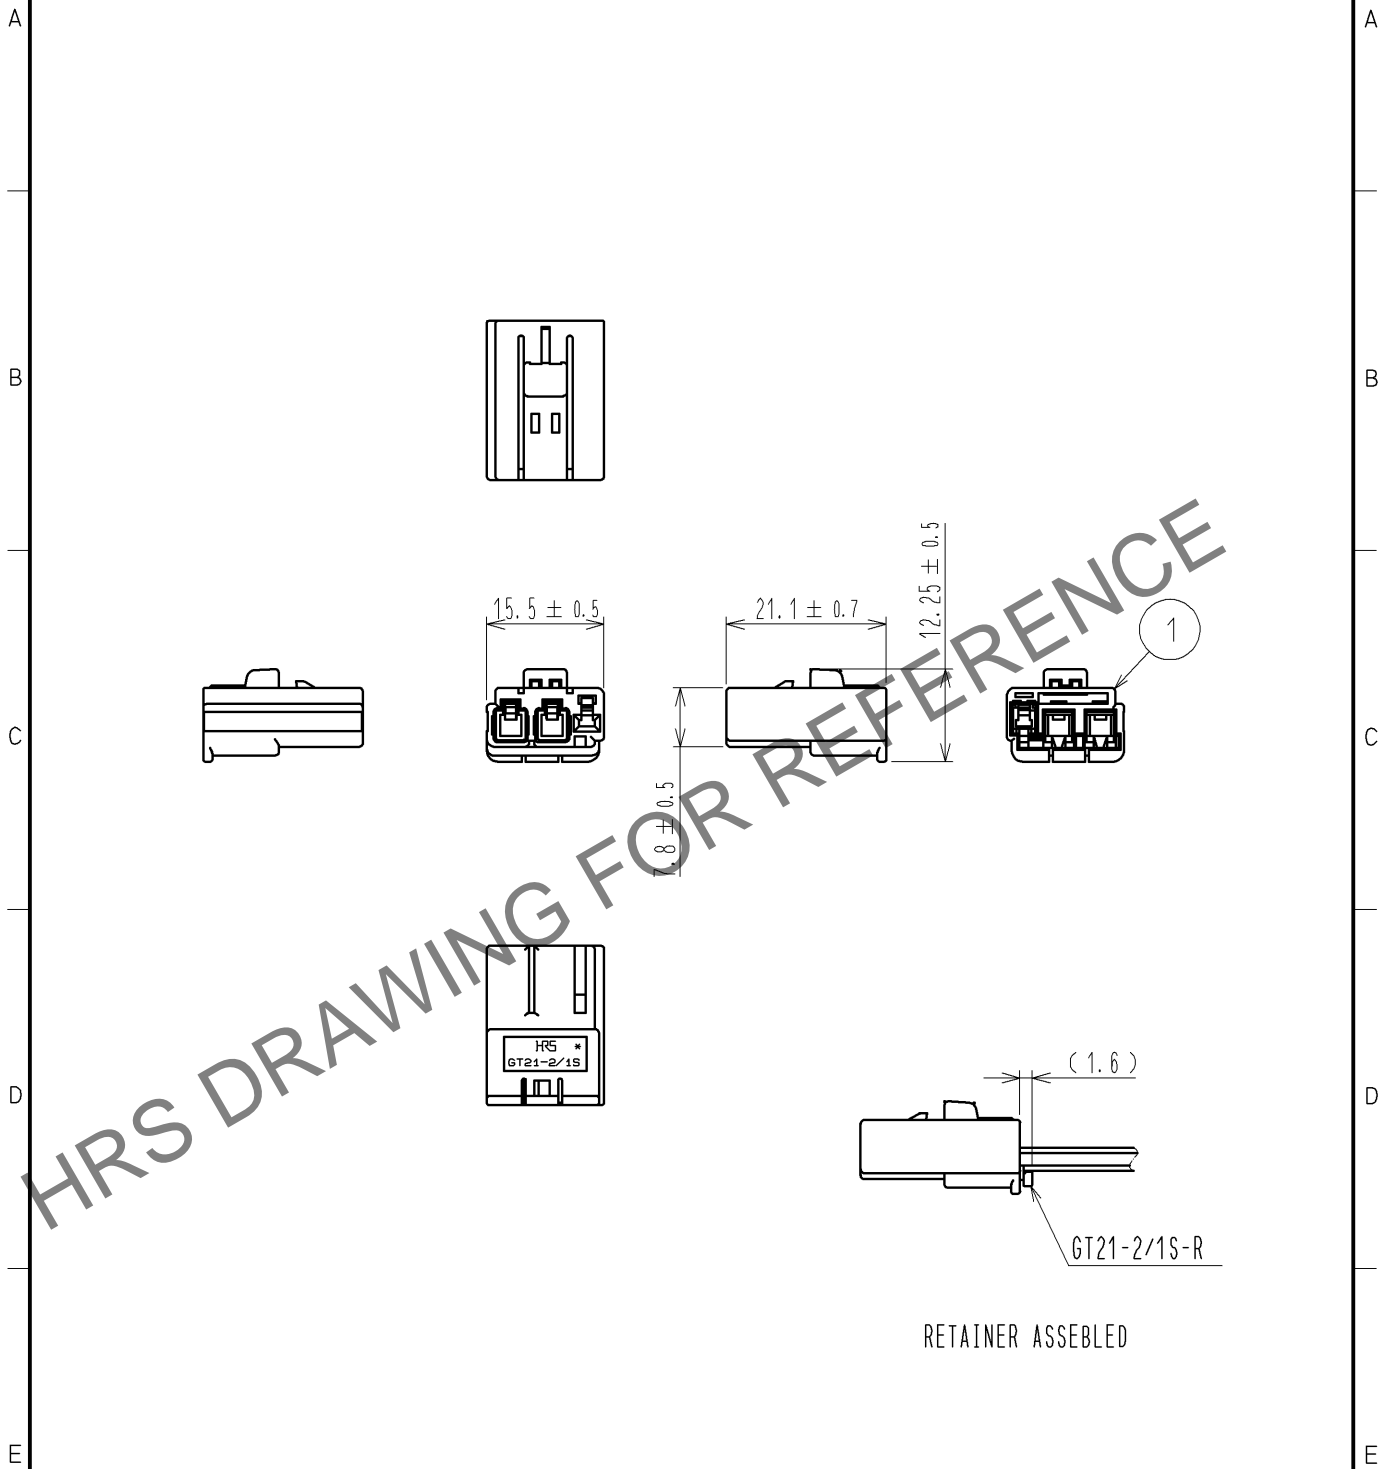 A A
B B
15.5 ± 0.5
21.1 ± 0.7
12.25 ± 0.5
1
C C
7.8 ± 0.5
HRS DRAWING FOR REFERENCE
HRS *
GT21-2/1S
(1.6)
D D
GT21-2/1S-R
RETAINER ASSEBLED
E E